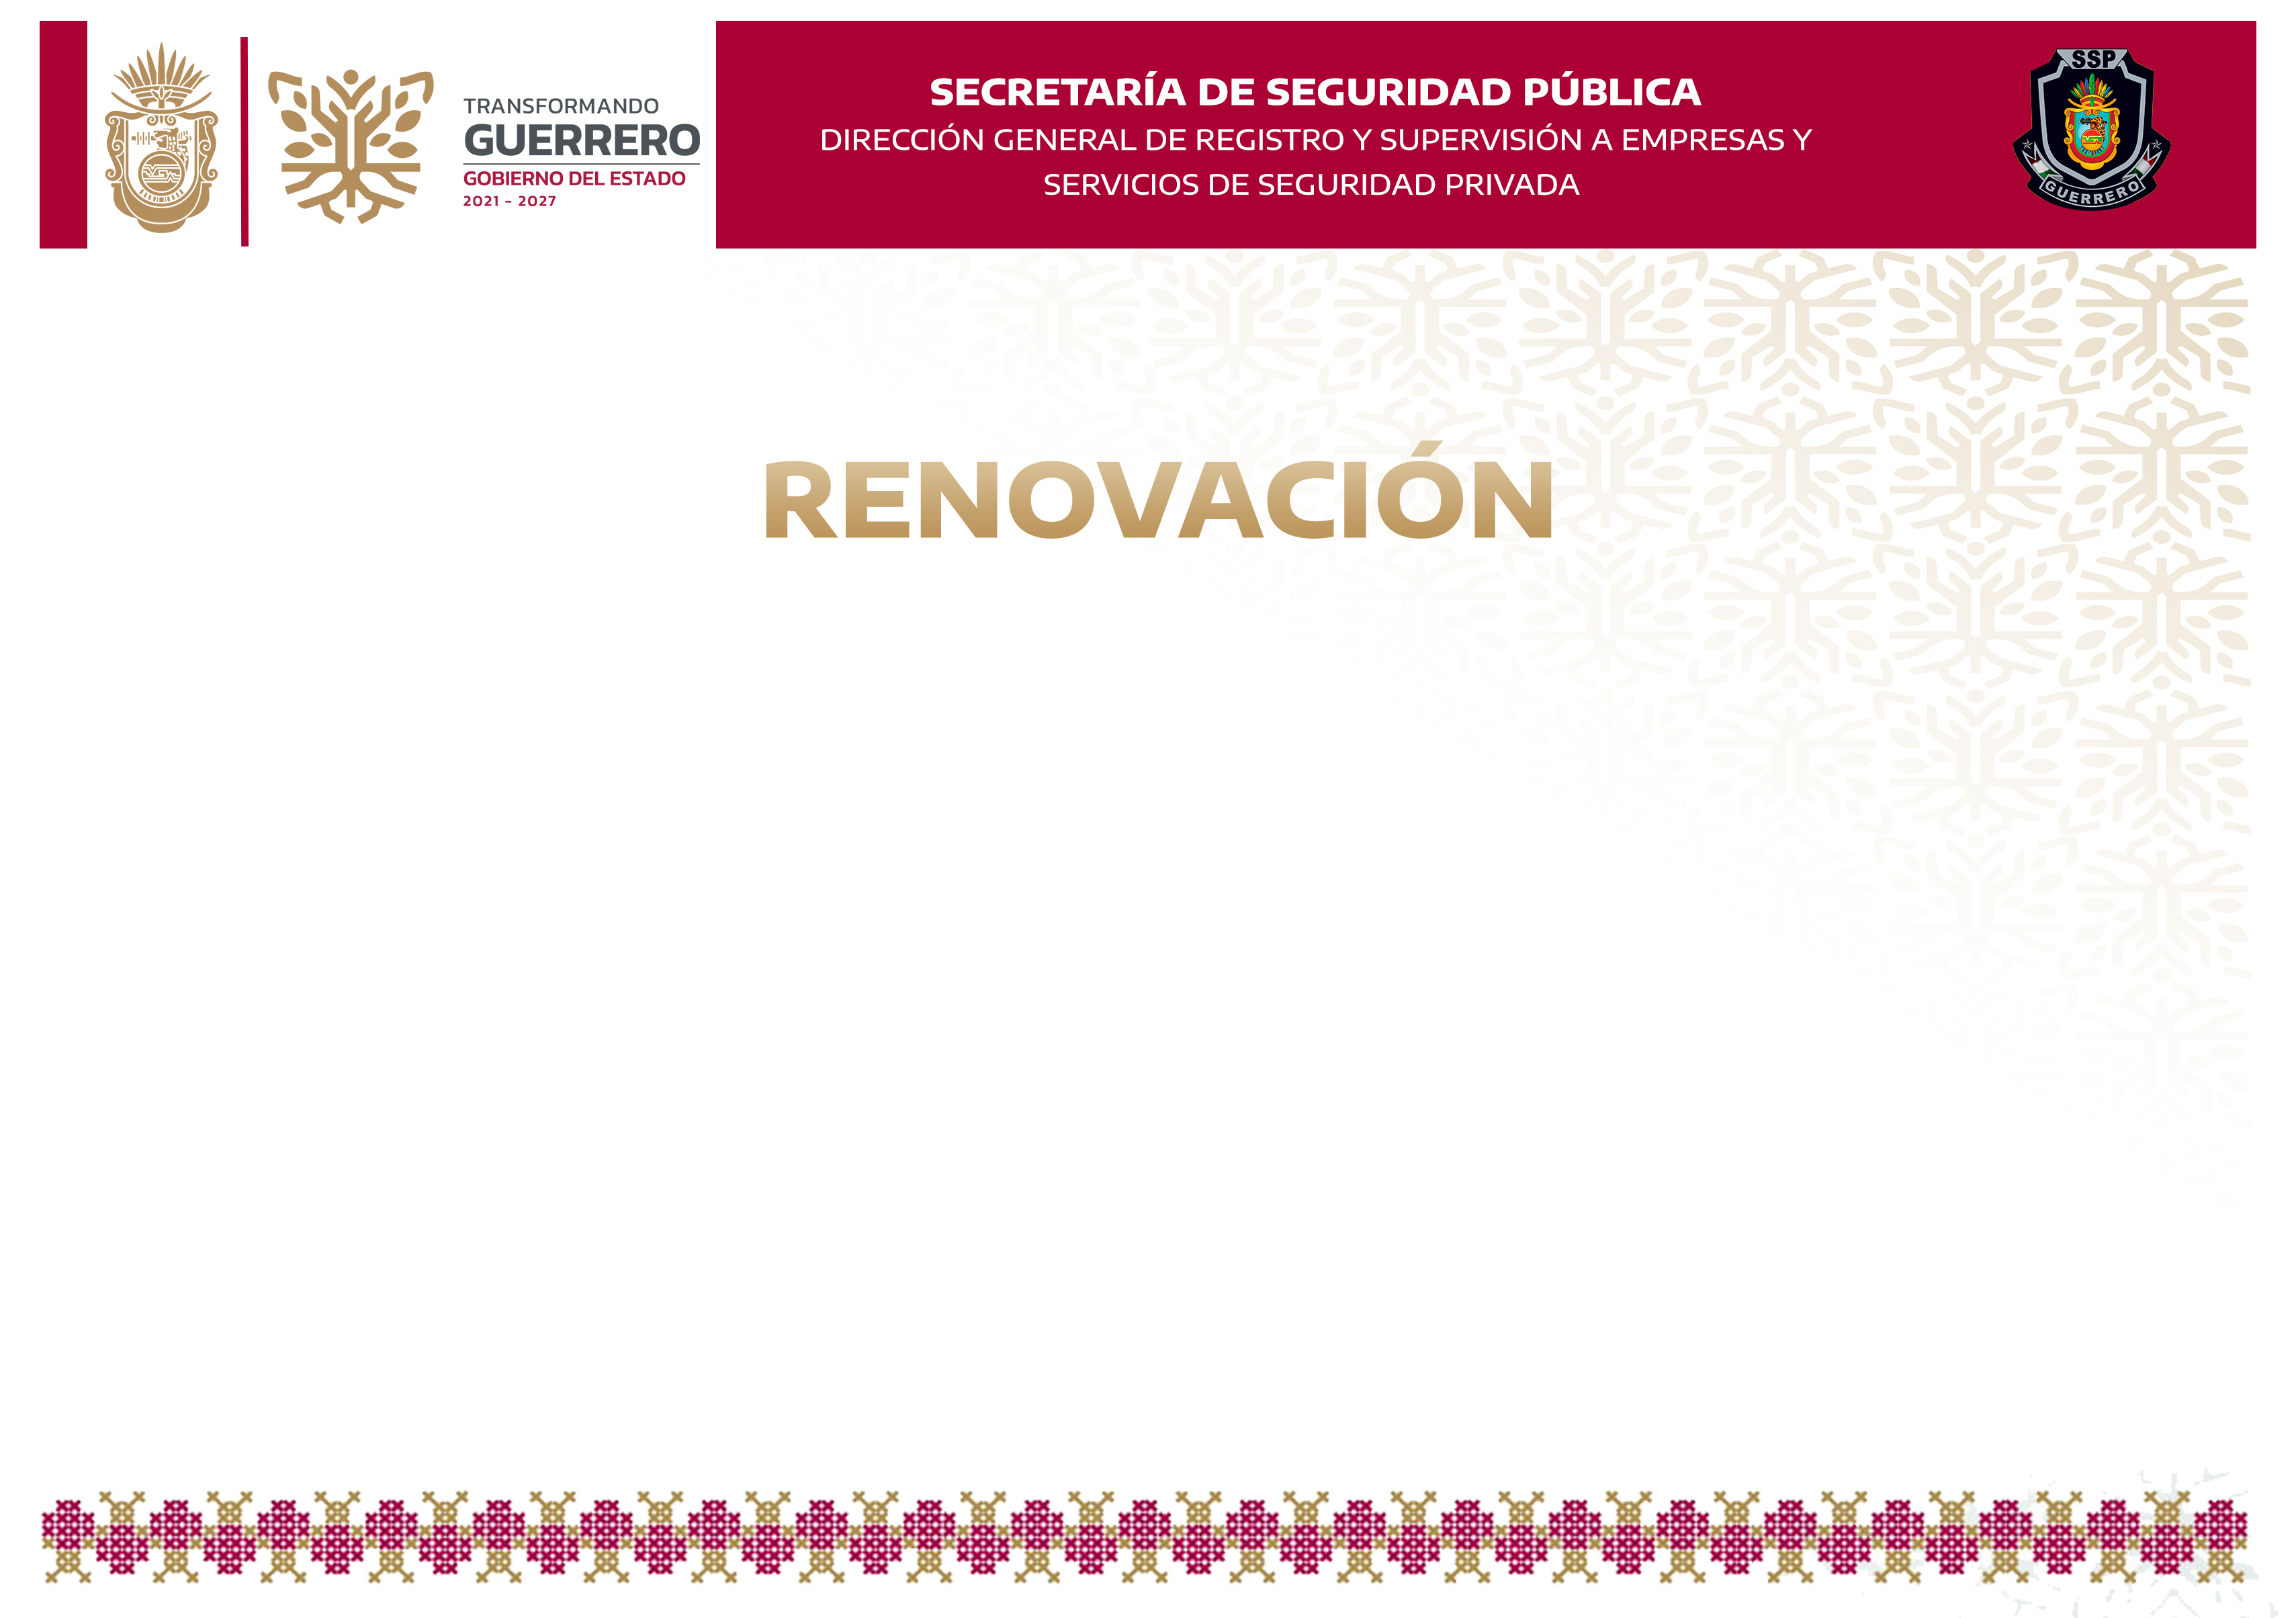 TRANSFORMANDO
GUERRERO
GOBIERNO DEL ESTADO
2021 - 2027
SECRETARÍA DE SEGURIDAD PÚBLICA
DIRECCIÓN GENERAL DE REGISTRO Y SUPERVISIÓN A EMPRESAS Y
SERVICIOS DE SEGURIDAD PRIVADA
SSP
GUERRERO
RENOVACIÓN